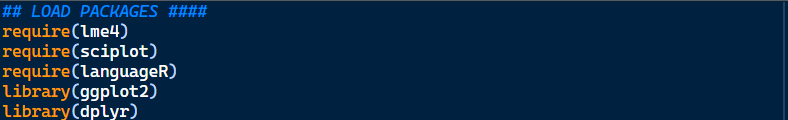 ## LOAD PACKAGES ####
require(lme4)
require(sciplot)
require(languageR)
library(ggplot2)
library(dplyr)